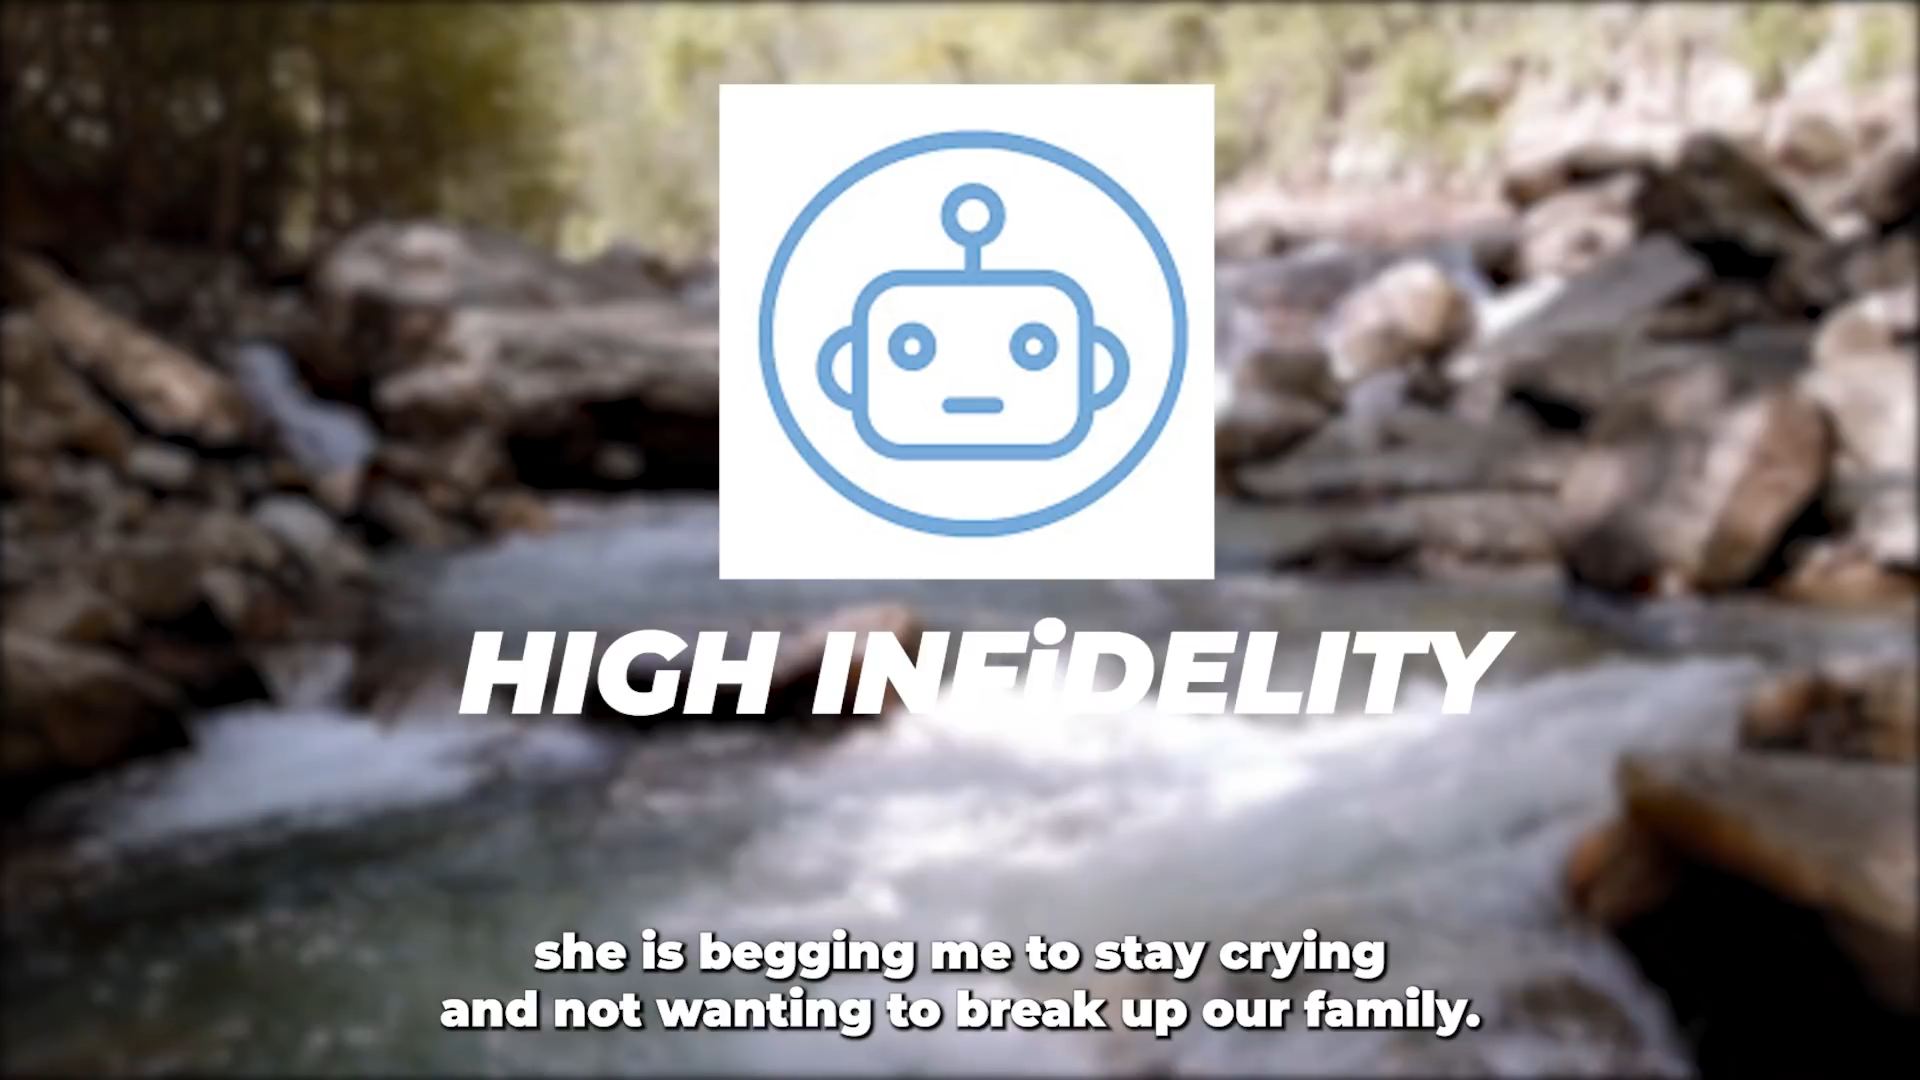 HIGH INFiDELITY
she is begging me to stay crying
and not wanting to break up our family.